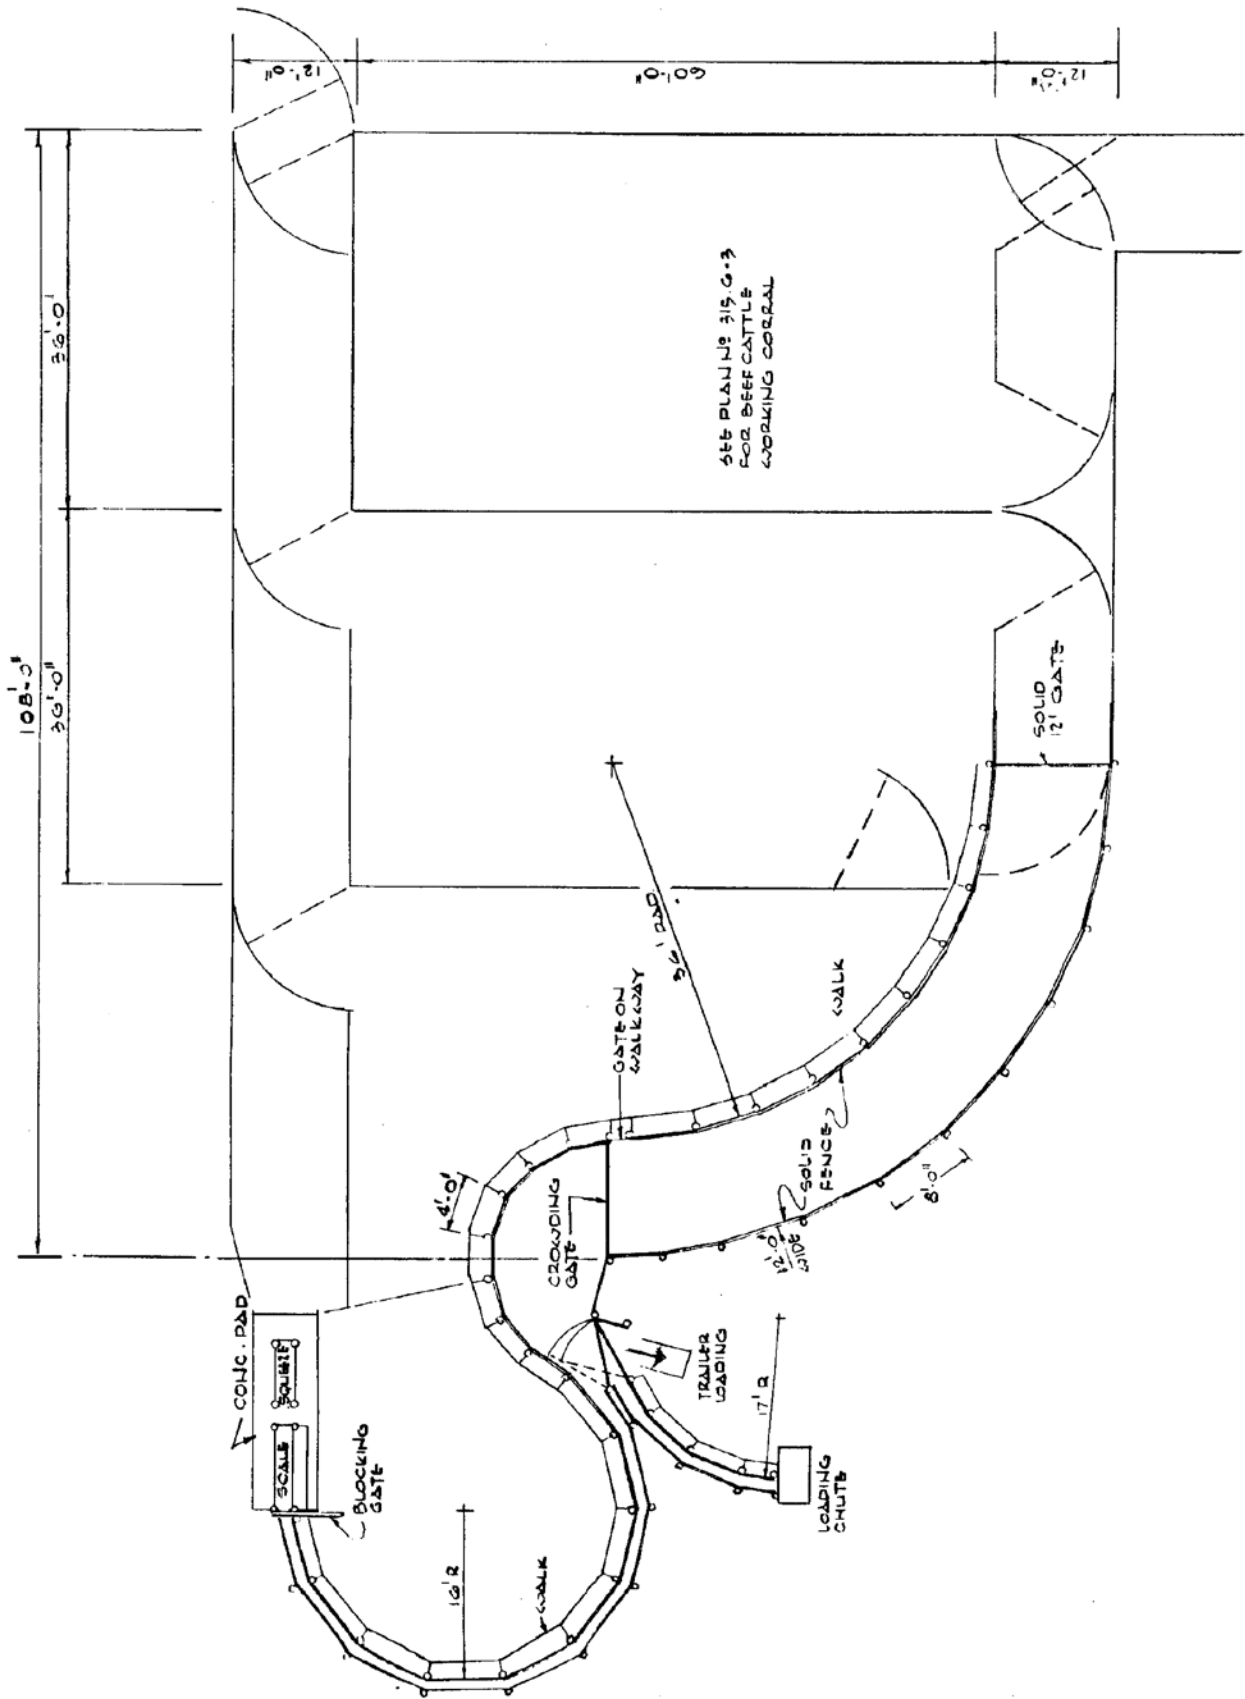 108'-0"
36'-0"
36'-0'
12'-0"
60'-0"
12'-0"
SEE PLAN Nº 315.G-3
FOR BEEF CATTLE
WORKING CORRAL
SOLID
12' GATE
36' RAD.
GATE ON
WALKWAY
WALK
SOLID
FENCE
8'-0"
12'-0"
WIDE
4'-0'
CROWDING
GATE
CONC. PAD
SQUEEZE
SCALE
BLOCKING
GATE
TRAILER
LOADING
17' R
LOADING
CHUTE
16' R
WALK